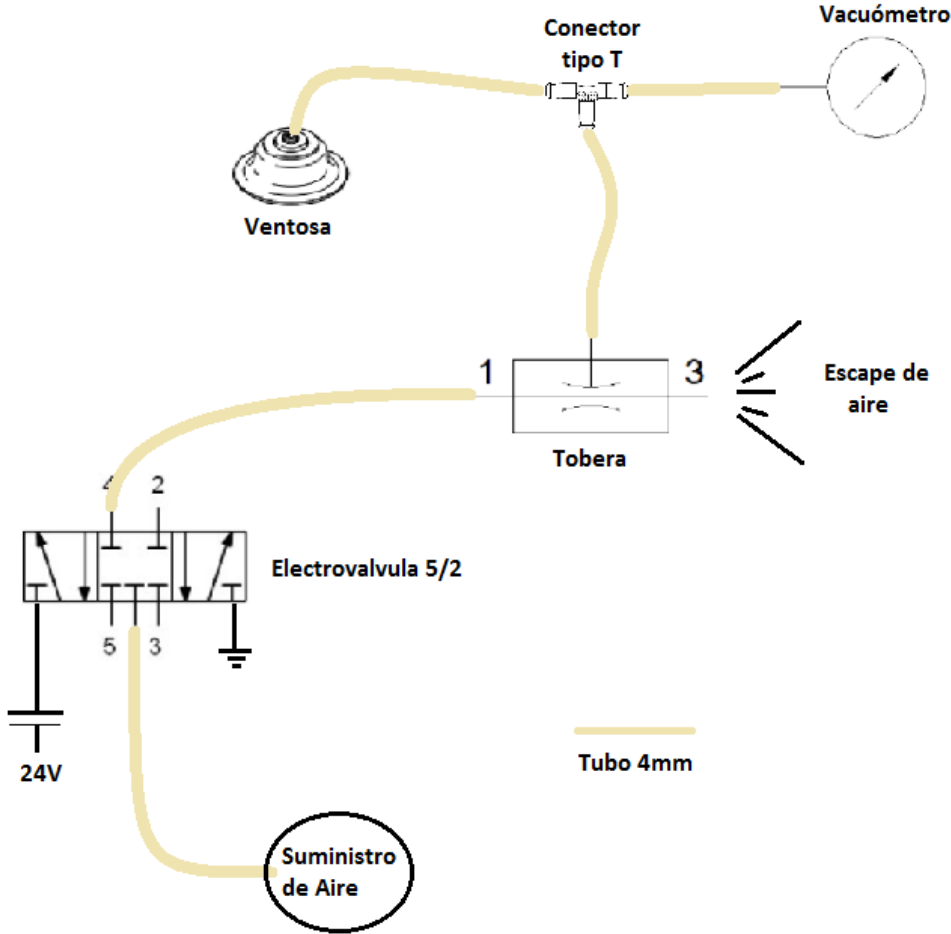 Vacuómetro
Conector
tipo T
Ventosa
1
3
Escape de
aire
Tobera
4
2
Electrovalvula 5/2
5
3
24V
Tubo 4mm
Suministro
de Aire